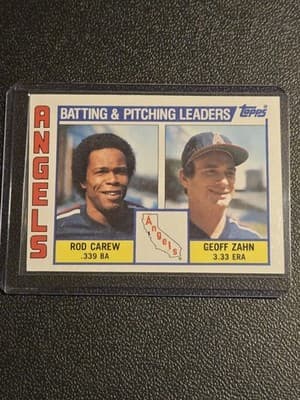 BATTING & PITCHING LEADERS
TOPPS
ANGELS
ROD CAREW
.339 BA
Angels
GEOFF ZAHN
3.33 ERA